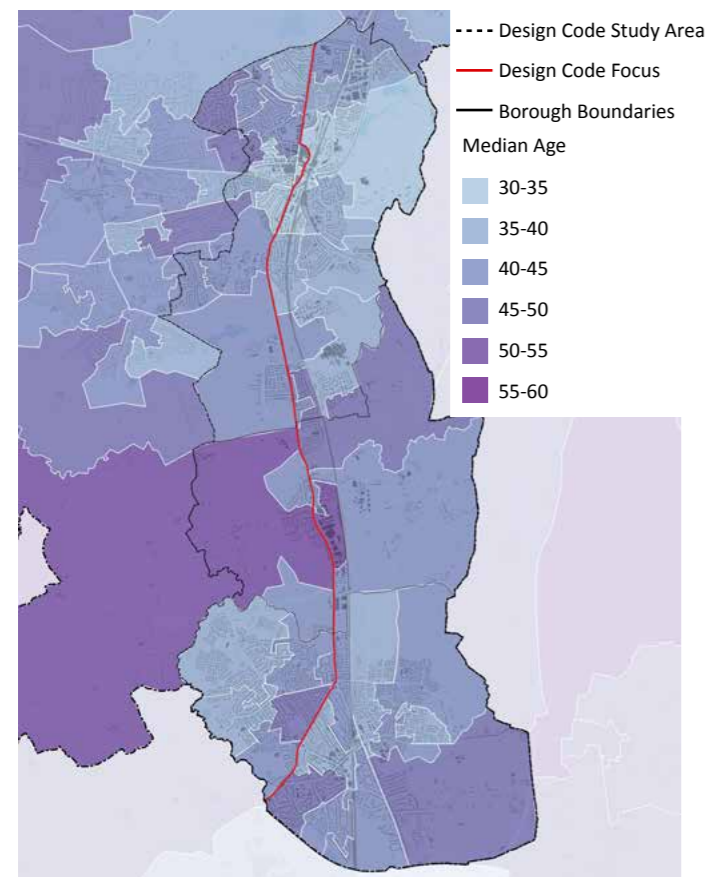 Design Code Study Area
Design Code Focus
Borough Boundaries
Median Age
30-35
35-40
40-45
45-50
50-55
55-60